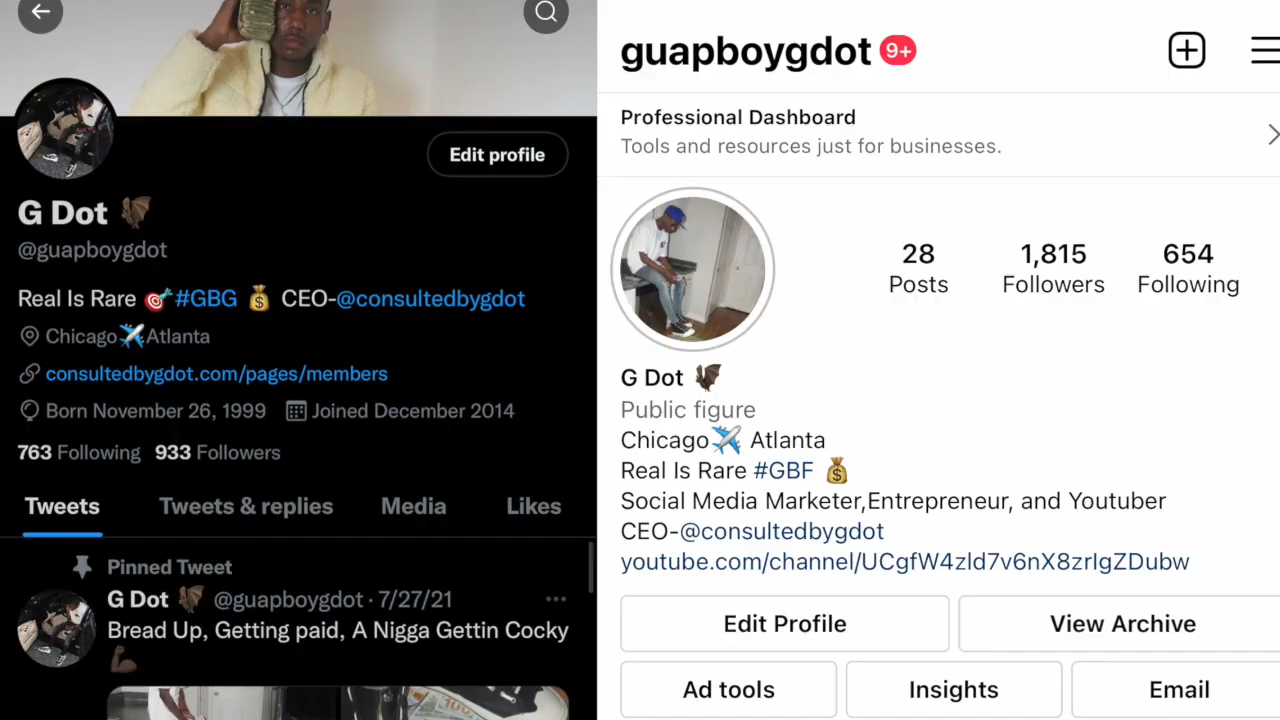 Edit profile
G Dot 🦇
@guapboygdot
Real Is Rare 🎯#GBG 💰 CEO-@consultedbygdot
Chicago✈️Atlanta
consultedbygdot.com/pages/members
Born November 26, 1999 Joined December 2014
763 Following 933 Followers
Tweets Tweets & replies Media Likes
Pinned Tweet
G Dot 🦇 @guapboygdot · 7/27/21 ···
Bread Up, Getting paid, A Nigga Gettin Cocky
💪🏿
guapboygdot 9+
Professional Dashboard
Tools and resources just for businesses.
28 1,815 654
Posts Followers Following
G Dot 🦇
Public figure
Chicago✈️ Atlanta
Real Is Rare #GBF 💰
Social Media Marketer,Entrepreneur, and Youtuber
CEO-@consultedbygdot
youtube.com/channel/UCgfW4zld7v6nX8zrIgZDubw
Edit Profile View Archive
Ad tools Insights Email